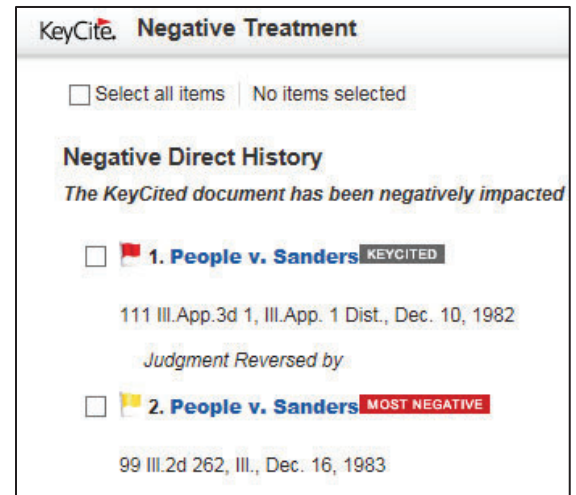 KeyCite. Negative Treatment
Select all items No items selected
Negative Direct History
The KeyCited document has been negatively impacted
1. People v. Sanders KEYCITED
111 Ill.App.3d 1, Ill.App. 1 Dist., Dec. 10, 1982
Judgment Reversed by
2. People v. Sanders MOST NEGATIVE
99 Ill.2d 262, Ill., Dec. 16, 1983